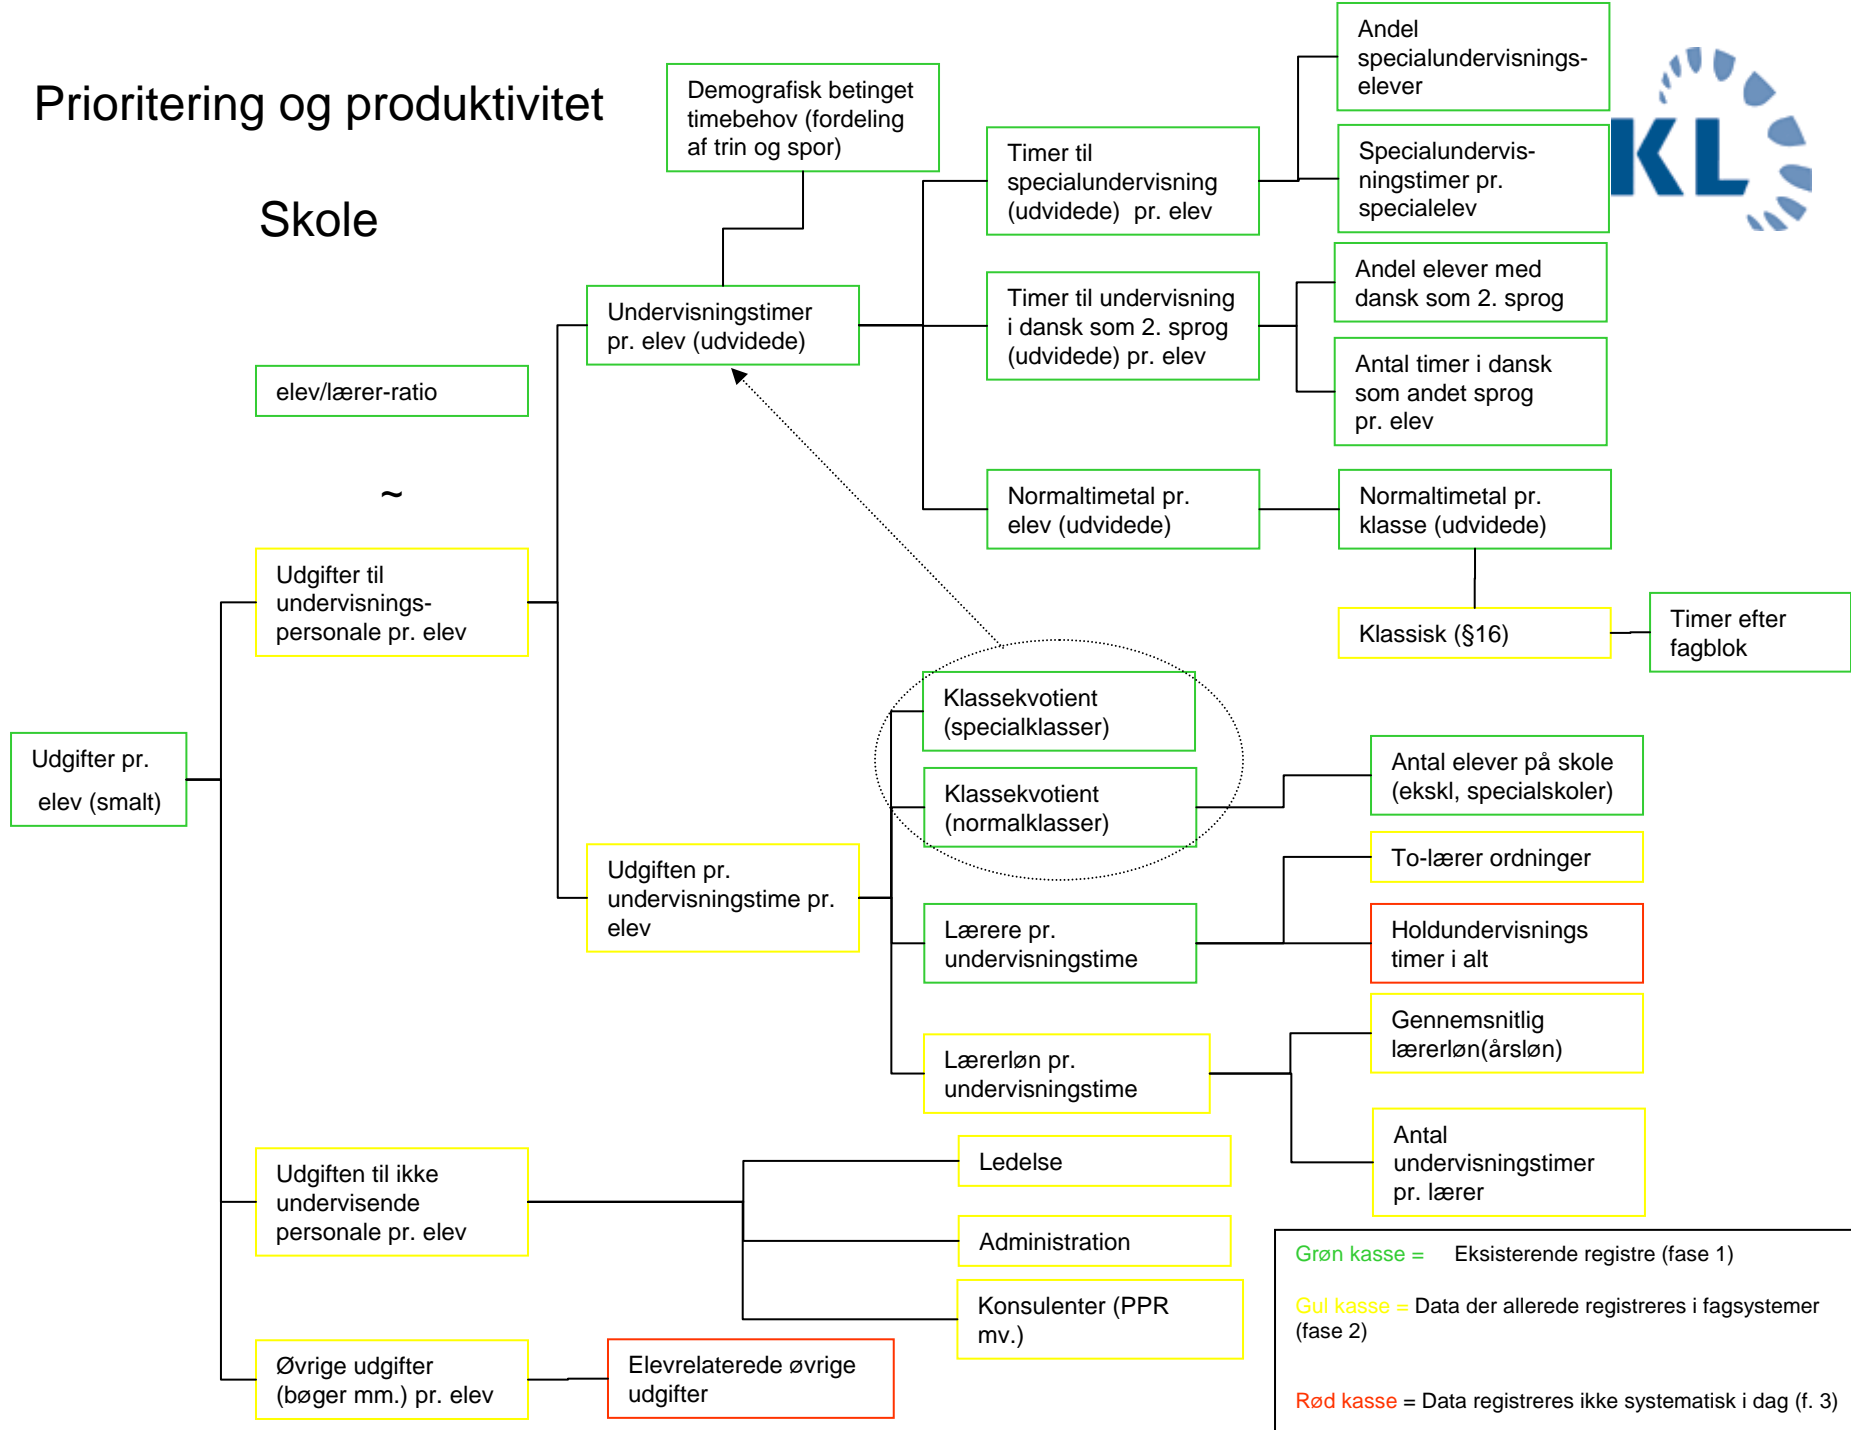 Prioritering og produktivitet
Skole
Demografisk betinget
timebehov (fordeling
af trin og spor)
Andel
specialundervisnings-
elever
KL
Timer til
specialundervisning
(udvidede)  pr. elev
Specialundervis-
ningstimer pr.
specialelev
Undervisningstimer
pr. elev (udvidede)
Timer til undervisning
i dansk som 2. sprog
(udvidede) pr. elev
Andel elever med
dansk som 2. sprog
Antal timer i dansk
som andet sprog
pr. elev
elev/lærer-ratio
~
Normaltimetal pr.
elev (udvidede)
Normaltimetal pr.
klasse (udvidede)
Udgifter til
undervisnings-
personale pr. elev
Klassisk (§16)
Timer efter
fagblok
Klassekvotient
(specialklasser)
Udgifter pr.
elev (smalt)
Klassekvotient
(normalklasser)
Antal elever på skole
(ekskl, specialskoler)
Udgiften pr.
undervisningstime pr.
elev
To-lærer ordninger
Lærere pr.
undervisningstime
Holdundervisnings
timer i alt
Lærerløn pr.
undervisningstime
Gennemsnitlig
lærerløn(årsløn)
Antal
undervisningstimer
pr. lærer
Udgiften til ikke
undervisende
personale pr. elev
Ledelse
Administration
Konsulenter (PPR
mv.)
Øvrige udgifter
(bøger mm.) pr. elev
Elevrelaterede øvrige
udgifter
Grøn kasse =     Eksisterende registre (fase 1)
Gul kasse = Data der allerede registreres i fagsystemer
(fase 2)
Rød kasse = Data registreres ikke systematisk i dag (f. 3)